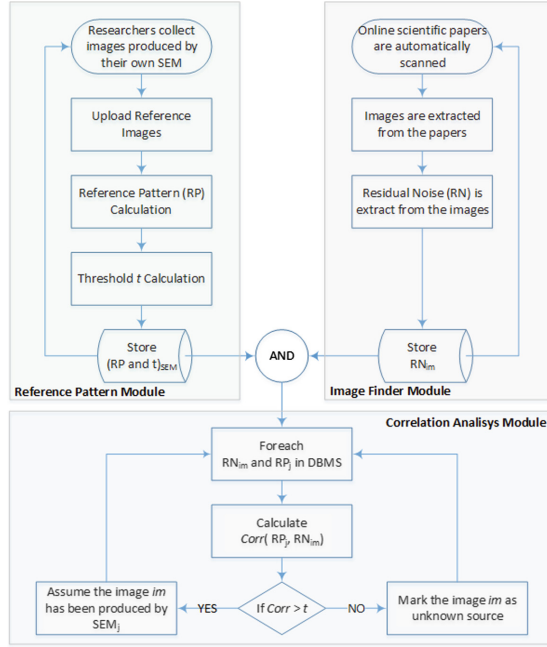 Researchers collect
images produced by
their own SEM
Upload Reference
Images
Reference Pattern (RP)
Calculation
Threshold t Calculation
Store
(RP and t)SEM
Reference Pattern Module
AND
Online scientific papers
are automatically
scanned
Images are extracted
from the papers
Residual Noise (RN) is
extract from the images
Store
RNim
Image Finder Module
Correlation Analisys Module
Foreach
RNim and RPj in DBMS
Calculate
Corr( RPj, RNim)
If Corr > t
YES
NO
Assume the image im
has been produced by
SEMj
Mark the image im as
unknown source